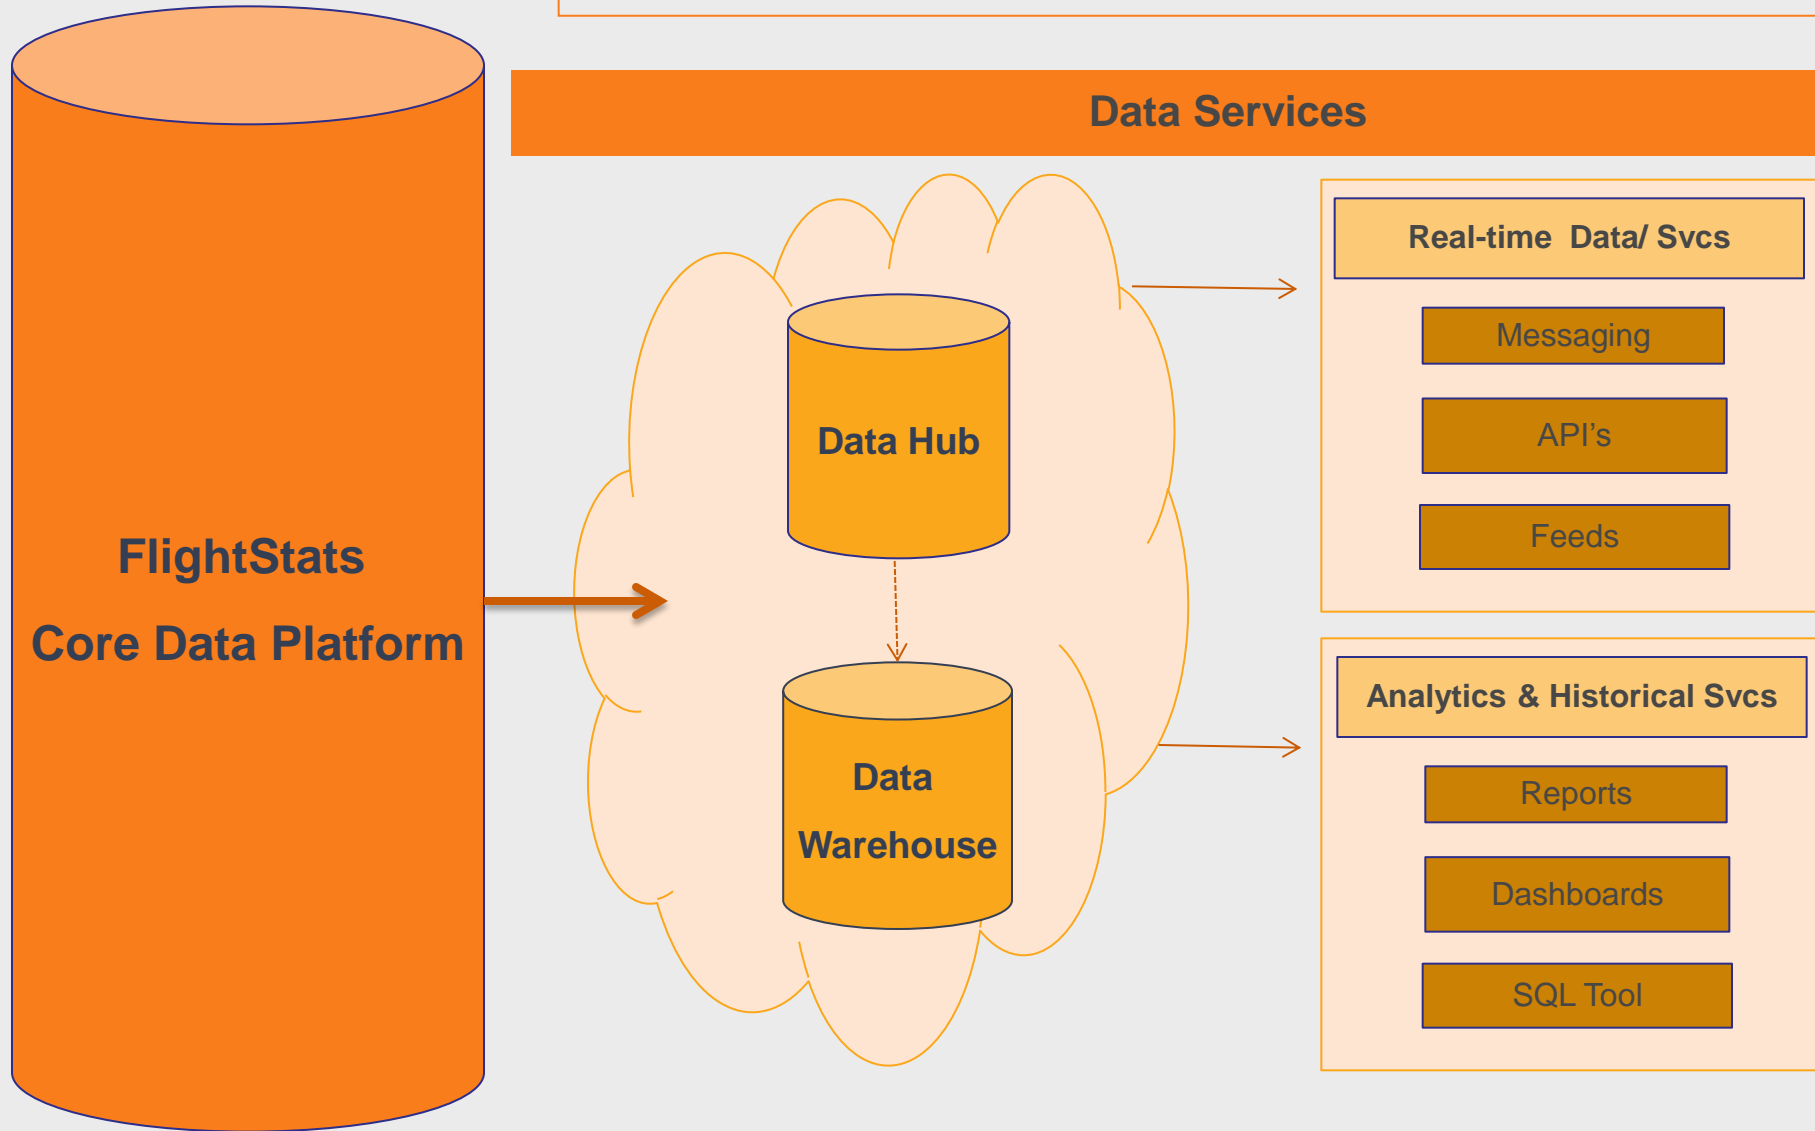 Data Services
FlightStats
Core Data Platform
Data Hub
Data
Warehouse
Real-time  Data/ Svcs
Messaging
API’s
Feeds
Analytics & Historical Svcs
Reports
Dashboards
SQL Tool